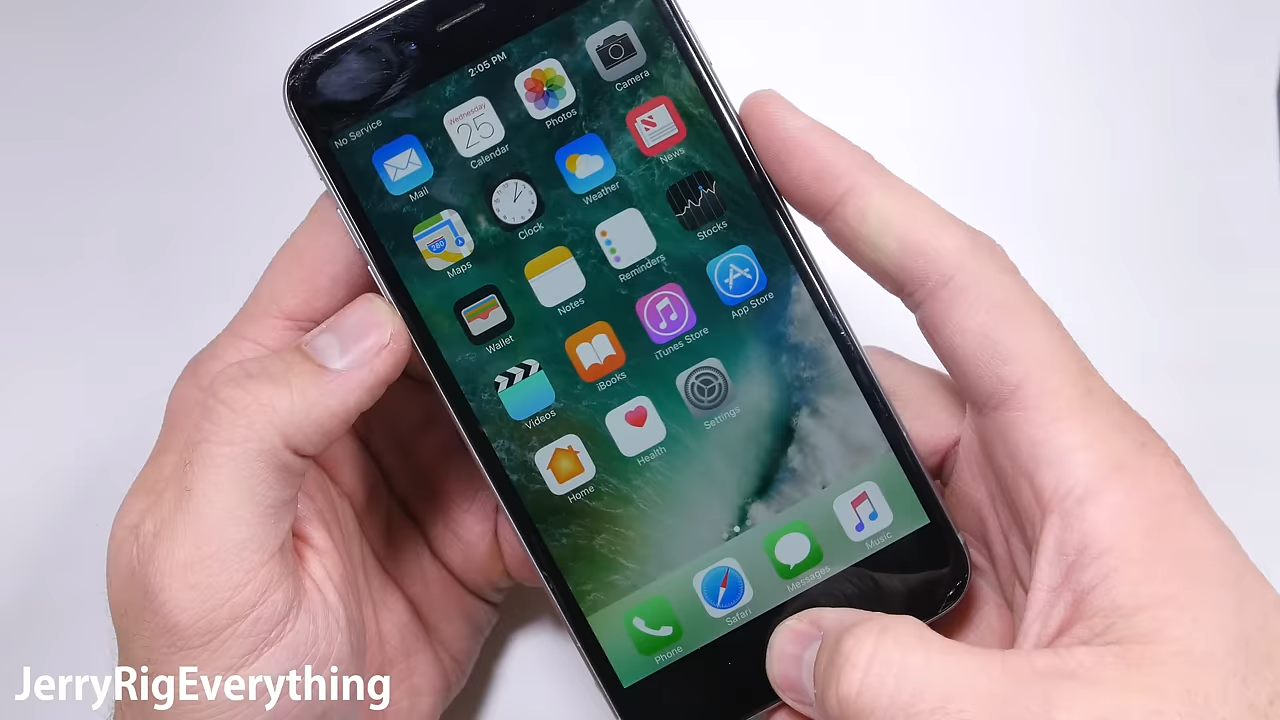 No Service
2:05 PM
Mail
Wednesday
25
Calendar
Photos
Camera
280
Maps
Clock
Weather
News
Wallet
Notes
Reminders
Stocks
Videos
iBooks
iTunes Store
App Store
Home
Health
Settings
Phone
Safari
Messages
Music
JerryRigEverything